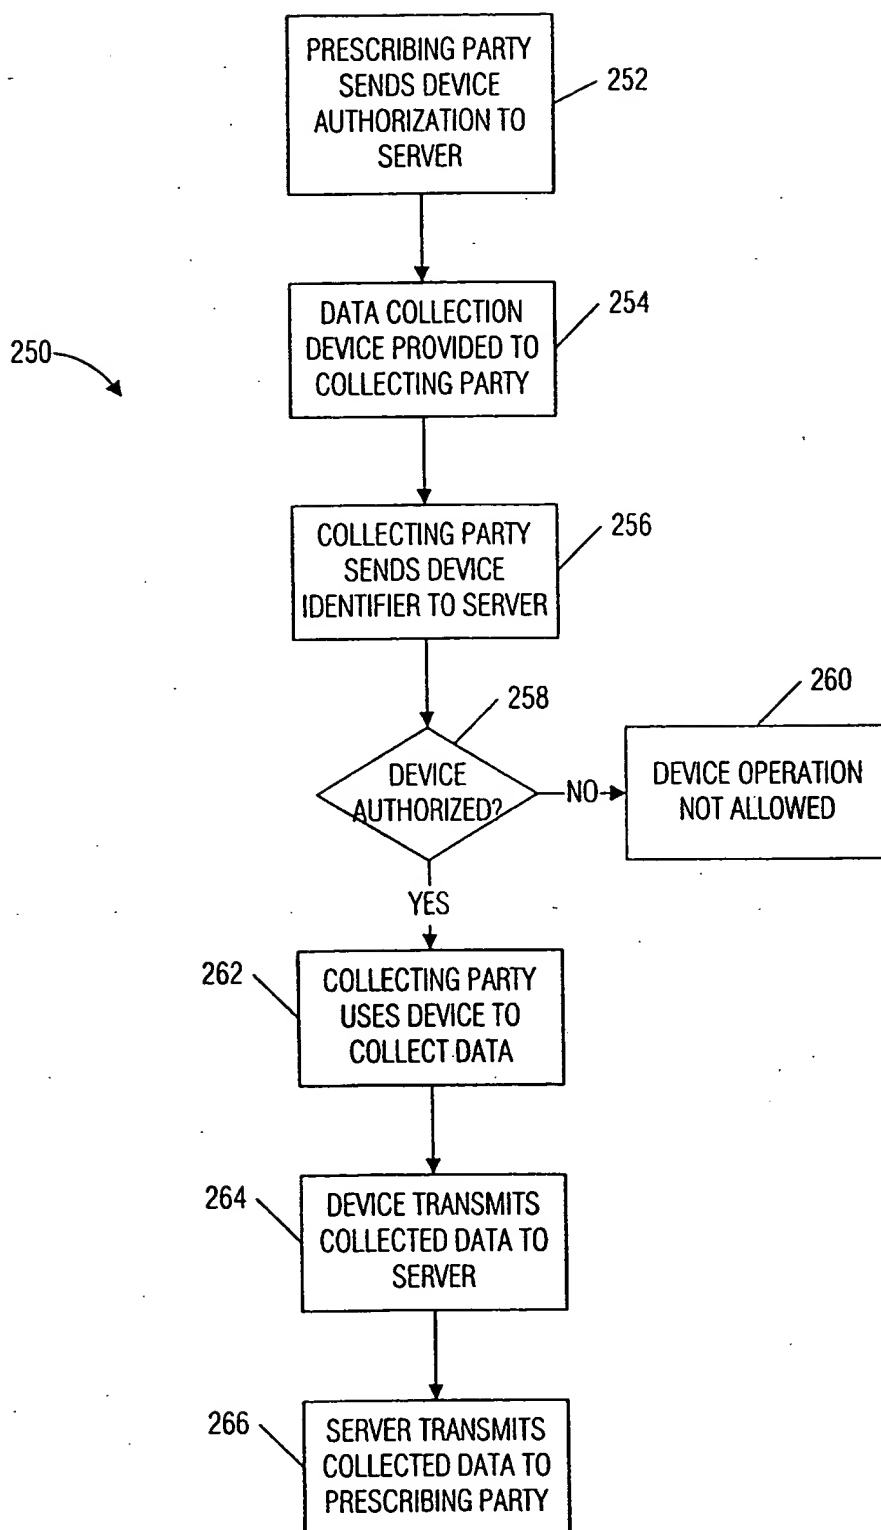 PRESCRIBING PARTY
SENDS DEVICE
AUTHORIZATION TO
SERVER
252
DATA COLLECTION
DEVICE PROVIDED TO
COLLECTING PARTY
254
250
COLLECTING PARTY
SENDS DEVICE
IDENTIFIER TO SERVER
256
258
DEVICE
AUTHORIZED?
NO
260
DEVICE OPERATION
NOT ALLOWED
YES
262
COLLECTING PARTY
USES DEVICE TO
COLLECT DATA
264
DEVICE TRANSMITS
COLLECTED DATA TO
SERVER
266
SERVER TRANSMITS
COLLECTED DATA TO
PRESCRIBING PARTY